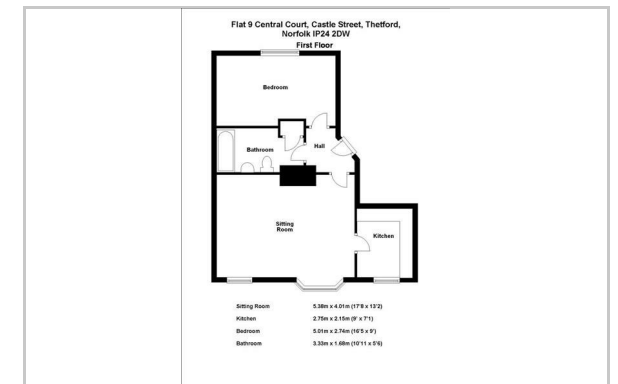 Flat 9 Central Court, Castle Street, Thetford,
Norfolk IP24 2DW
First Floor
Bedroom
Bathroom
Hall
Sitting
Room
Kitchen
Sitting Room 5.38m x 4.01m (17'8 x 13'2)
Kitchen 2.75m x 2.15m (9' x 7'1)
Bedroom 5.01m x 2.74m (16'5 x 9')
Bathroom 3.33m x 1.68m (10'11 x 5'6)